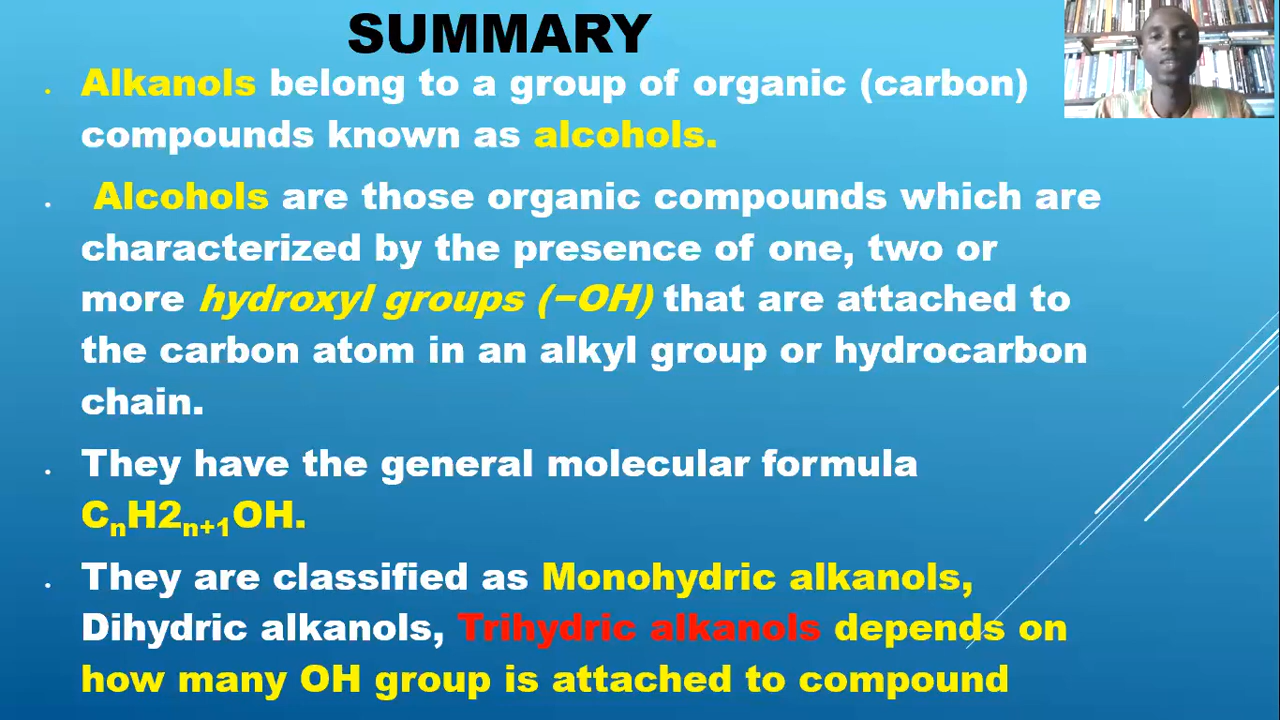 SUMMARY
. Alkanols belong to a group of organic (carbon)
compounds known as alcohols.
. Alcohols are those organic compounds which are
characterized by the presence of one, two or
more hydroxyl groups (−OH) that are attached to
the carbon atom in an alkyl group or hydrocarbon
chain.
. They have the general molecular formula
CₙH2ₙ₊₁OH.
. They are classified as Monohydric alkanols,
Dihydric alkanols, Trihydric alkanols depends on
how many OH group is attached to compound